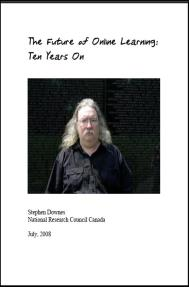 The Future of Online Learning:
Ten Years On
Stephen Downes
National Research Council Canada
July, 2008